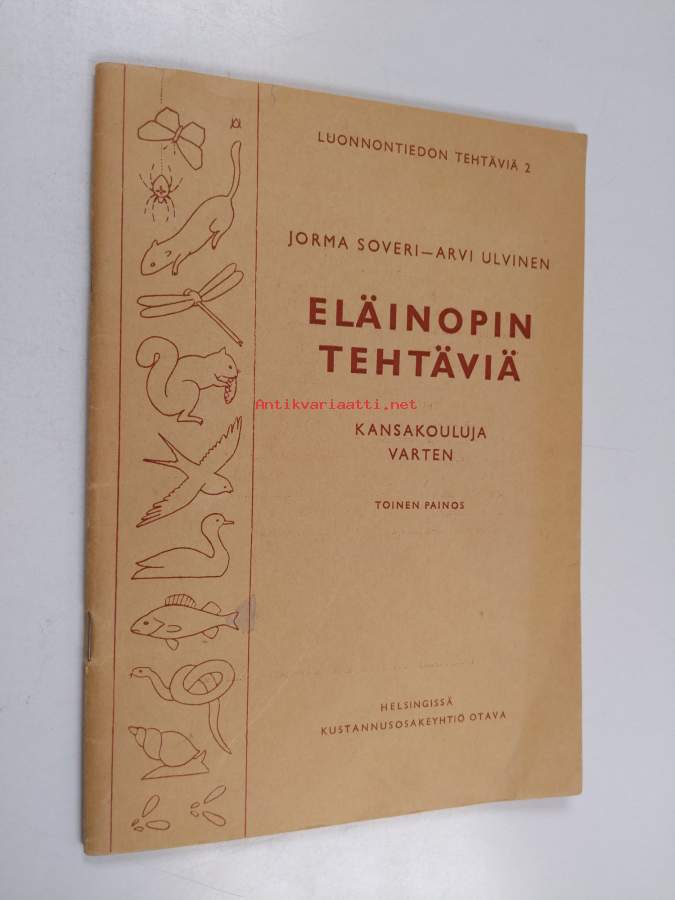 LUONNONTIEDON TEHTÄVIÄ 2
JORMA SOVERI—ARVI ULVINEN
ELÄINOPIN
TEHTÄVIÄ
Antikvariaatti.net
KANSAKOULUJA
VARTEN
TOINEN PAINOS
HELSINGISSÄ
KUSTANNUSOSAKEYHTIÖ OTAVA